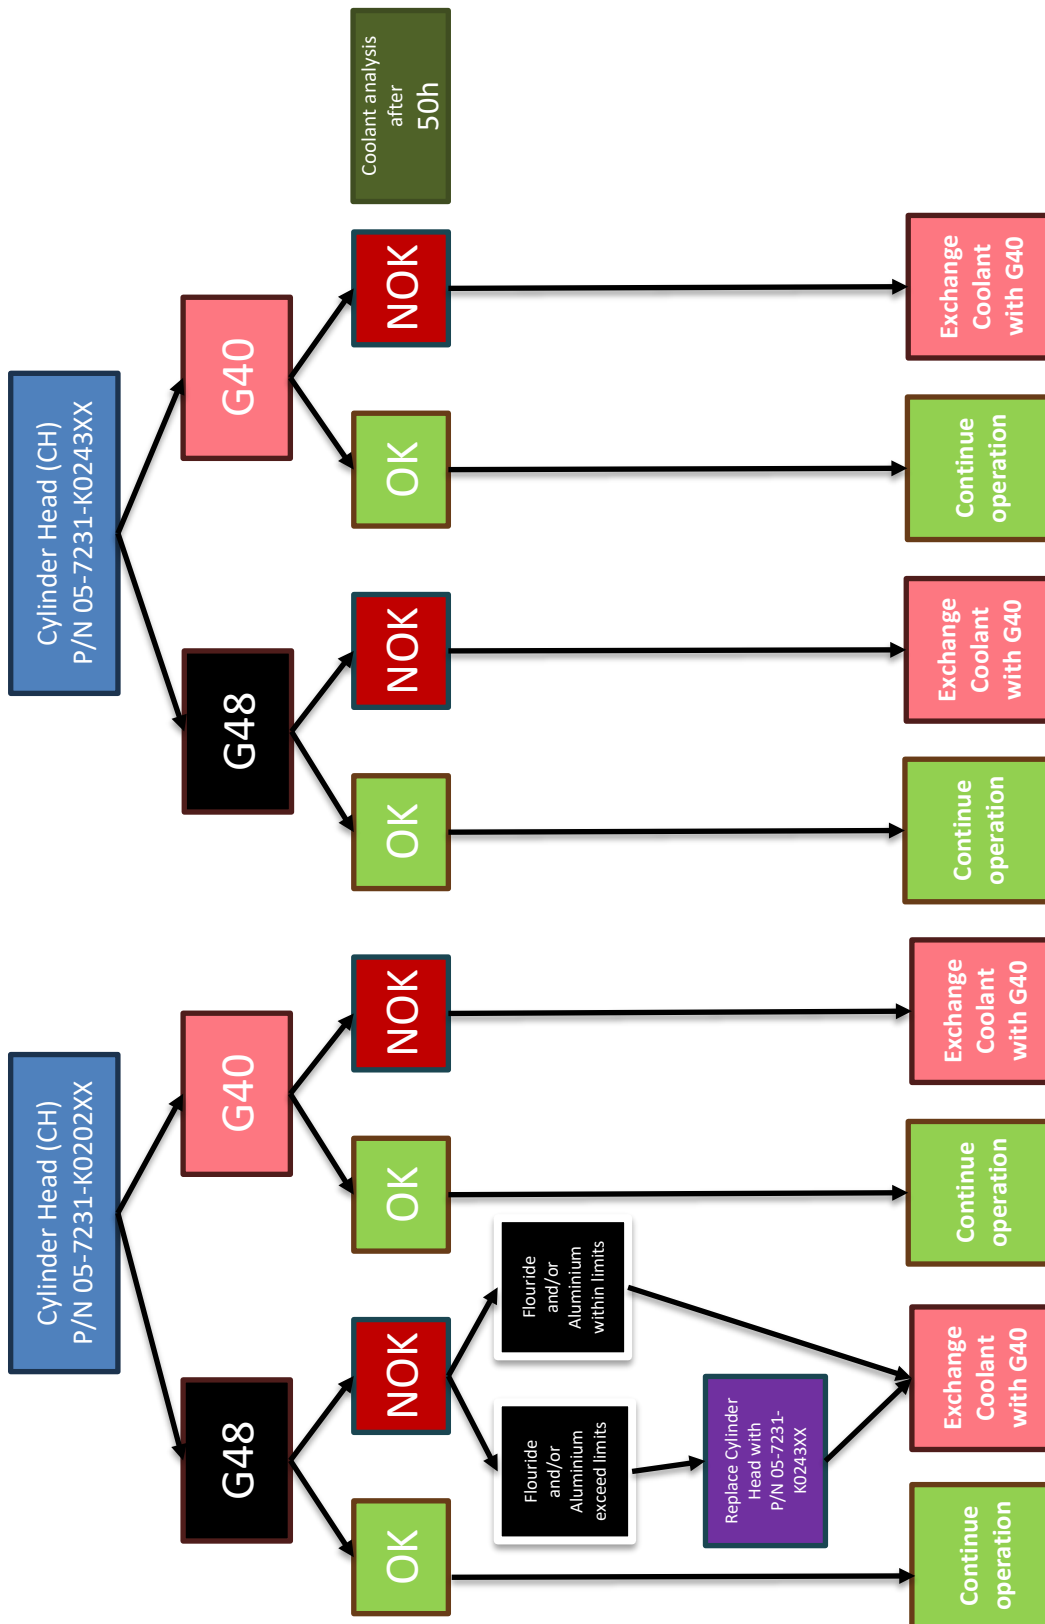 Cylinder Head (CH)
P/N 05-7231-K0202XX
Cylinder Head (CH)
P/N 05-7231-K0243XX
G48
G40
G48
G40
OK
NOK
OK
NOK
OK
NOK
OK
NOK
Coolant analysis
after
50h
Flouride
and/or
Aluminium
exceed limits
Flouride
and/or
Aluminium
within limits
Replace Cylinder
Head with
P/N 05-7231-
K0243XX
Continue
operation
Exchange
Coolant
with G40
Continue
operation
Exchange
Coolant
with G40
Continue
operation
Exchange
Coolant
with G40
Continue
operation
Exchange
Coolant
with G40